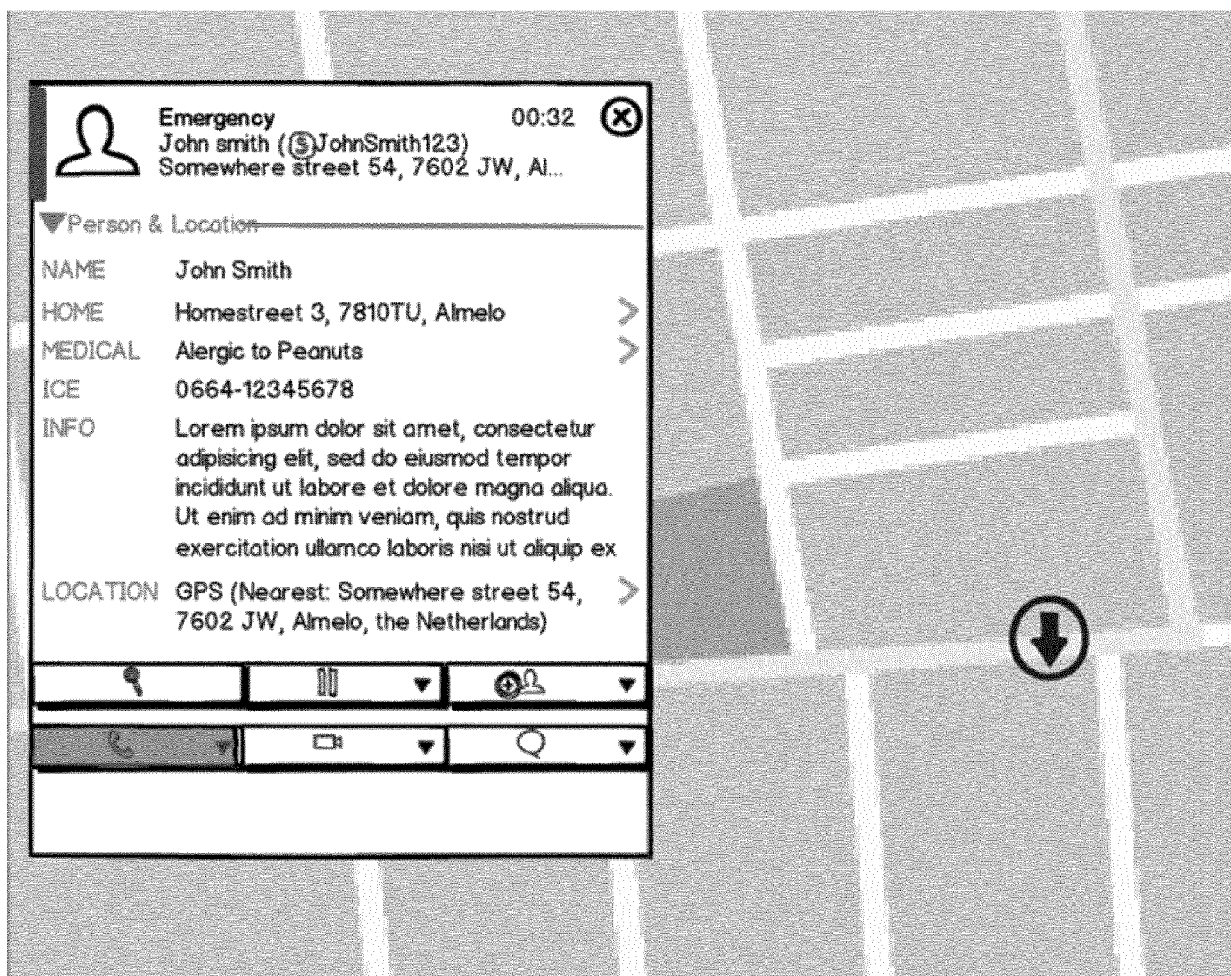 Emergency 00:32
John smith (ⓈJohnSmith123)
Somewhere street 54, 7602 JW, Al...
Person & Location
NAME John Smith
HOME Homestreet 3, 7810TU, Almelo
MEDICAL Alergic to Peanuts
ICE 0664-12345678
INFO Lorem ipsum dolor sit amet, consectetur
adipisicing elit, sed do eiusmod tempor
incididunt ut labore et dolore magna aliqua.
Ut enim ad minim veniam, quis nostrud
exercitation ullamco laboris nisi ut aliquip ex
LOCATION GPS (Nearest: Somewhere street 54,
7602 JW, Almelo, the Netherlands)